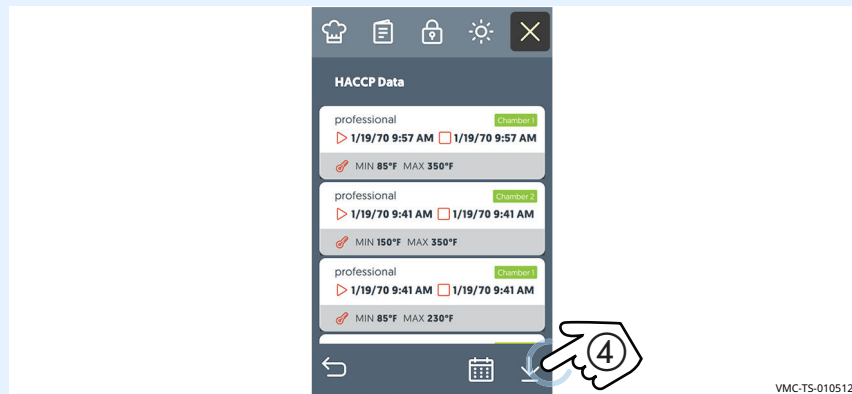 HACCP Data
professional Chamber 1
1/19/70 9:57 AM 1/19/70 9:57 AM
MIN 85°F MAX 350°F
professional Chamber 2
1/19/70 9:41 AM 1/19/70 9:41 AM
MIN 150°F MAX 350°F
professional Chamber 1
1/19/70 9:41 AM 1/19/70 9:41 AM
MIN 85°F MAX 230°F
4
VMC-TS-010512